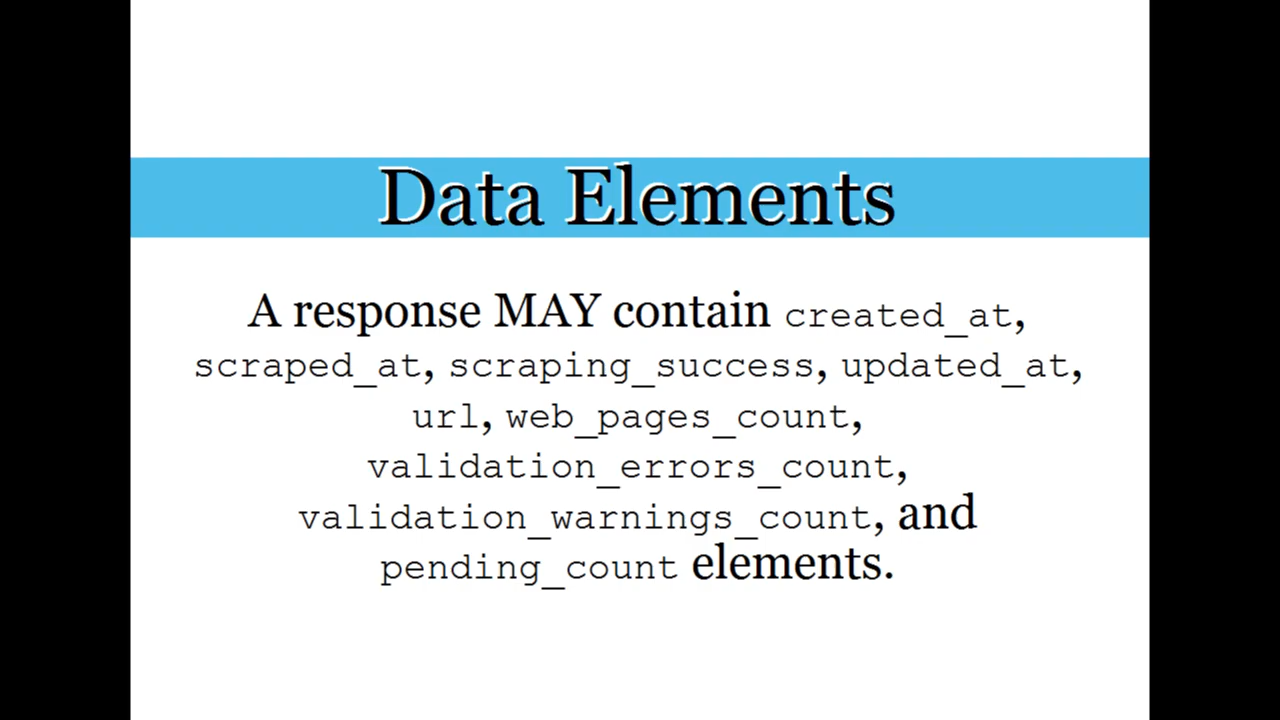 Data Elements
A response MAY contain created_at,
scraped_at, scraping_success, updated_at,
url, web_pages_count,
validation_errors_count,
validation_warnings_count, and
pending_count elements.